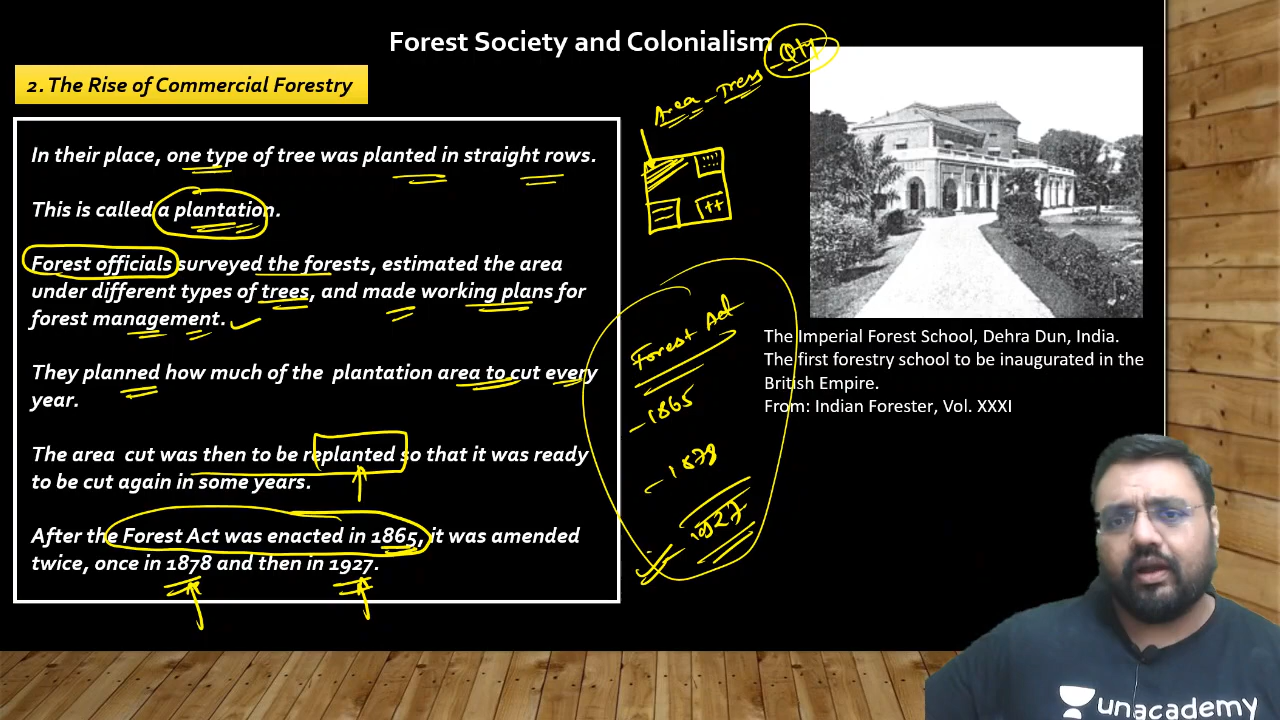 Forest Society and Colonialism
2. The Rise of Commercial Forestry
In their place, one type of tree was planted in straight rows.
This is called a plantation.
Forest officials surveyed the forests, estimated the area
under different types of trees, and made working plans for
forest management.
They planned how much of the plantation area to cut every
year.
The area cut was then to be replanted so that it was ready
to be cut again in some years.
After the Forest Act was enacted in 1865, it was amended
twice, once in 1878 and then in 1927.
Area - Tress - Qty
Forest Act
- 1865
- 1878
1927
The Imperial Forest School, Dehra Dun, India.
The first forestry school to be inaugurated in the
British Empire.
From: Indian Forester, Vol. XXXI
unacademy